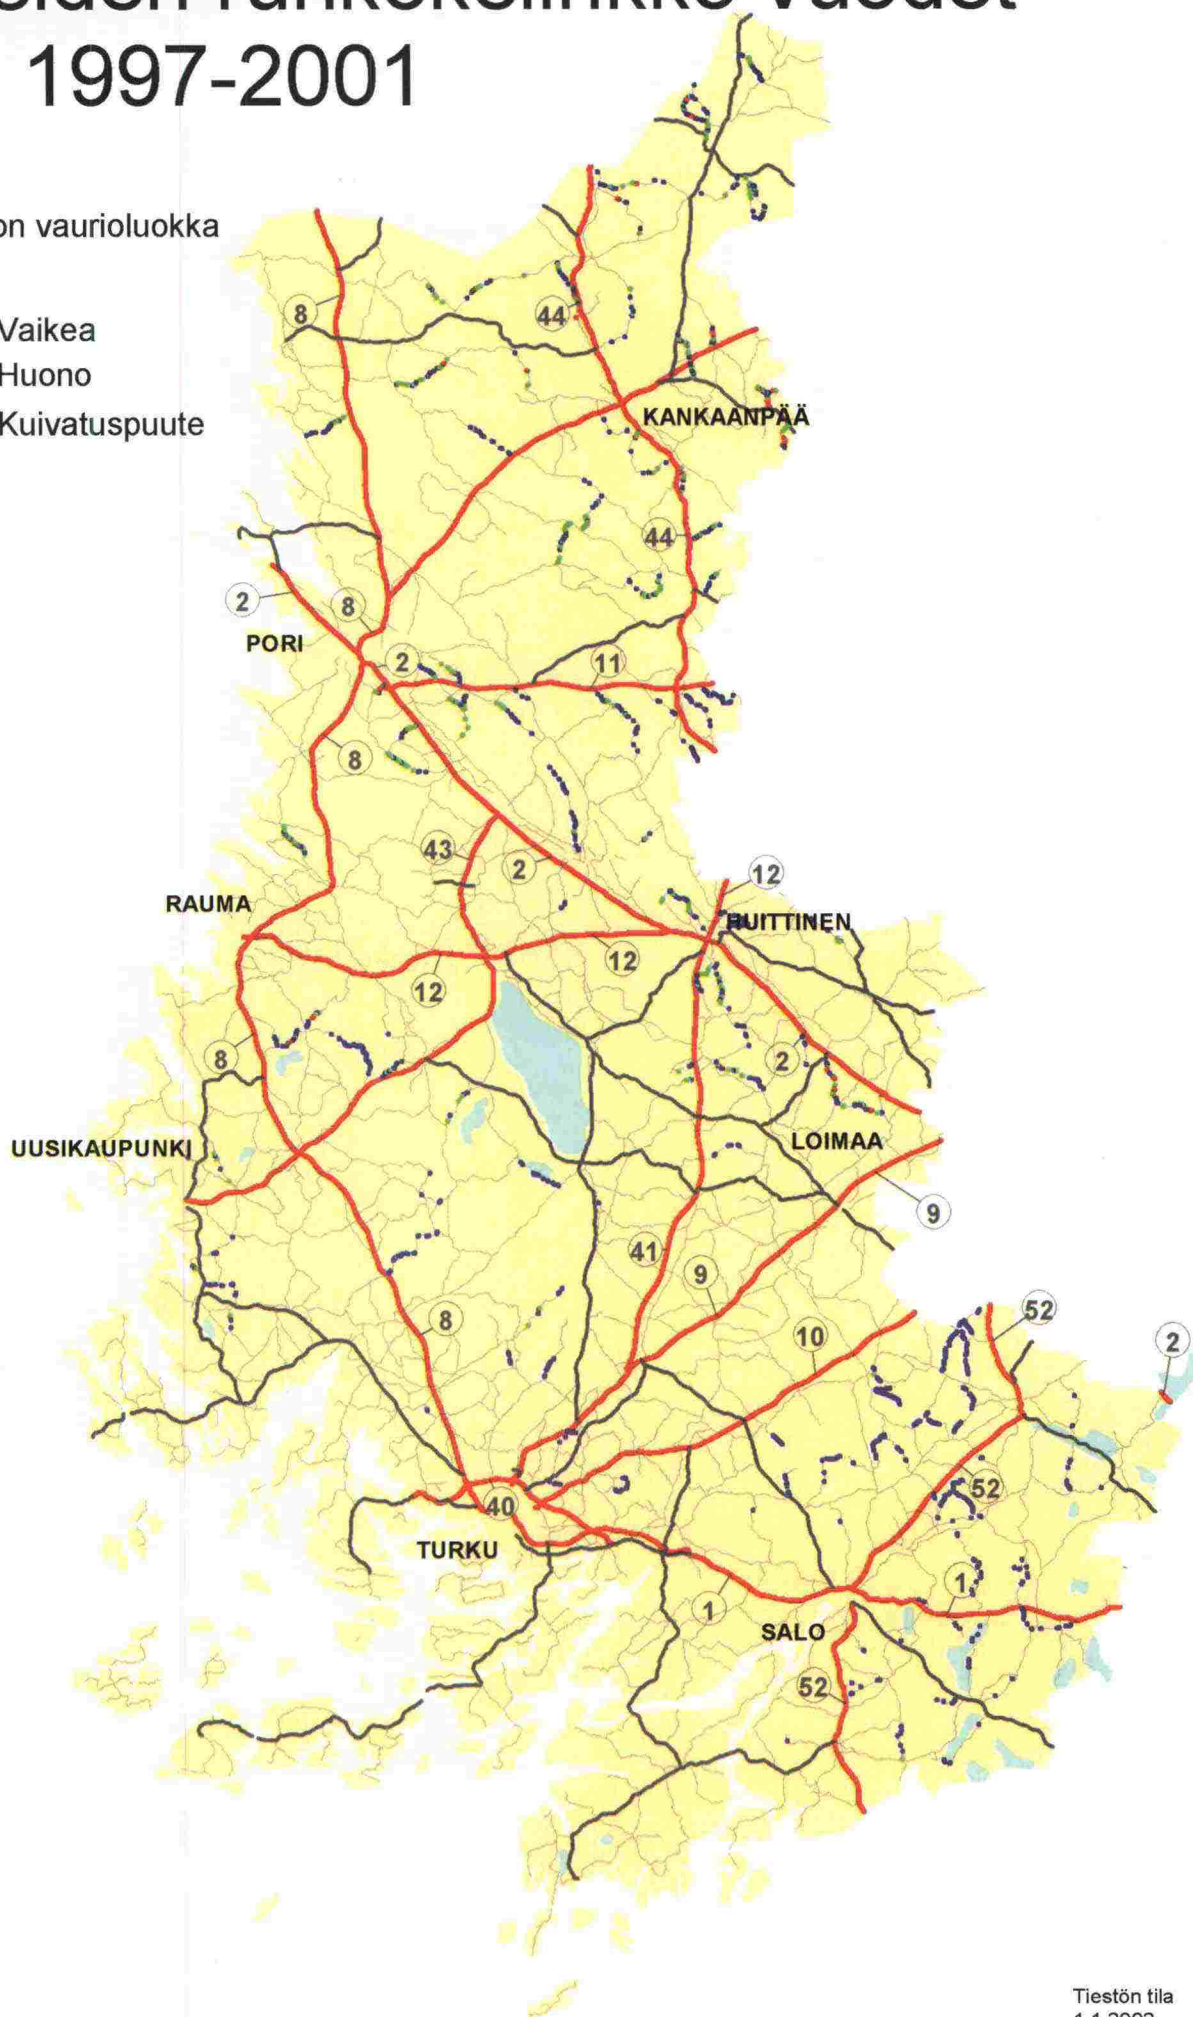 1997-2001
vaurioluokka
Vaikea
Huono
Kuivatuspuute
8
44
KANKAANPÄÄ
44
2
8
PORI
2
11
8
43
2
12
RAUMA
HUITTINEN
12
12
8
2
UUSIKAUPUNKI
LOIMAA
9
41
9
8
10
52
2
40
52
TURKU
1
1
SALO
52
Tiestön tila